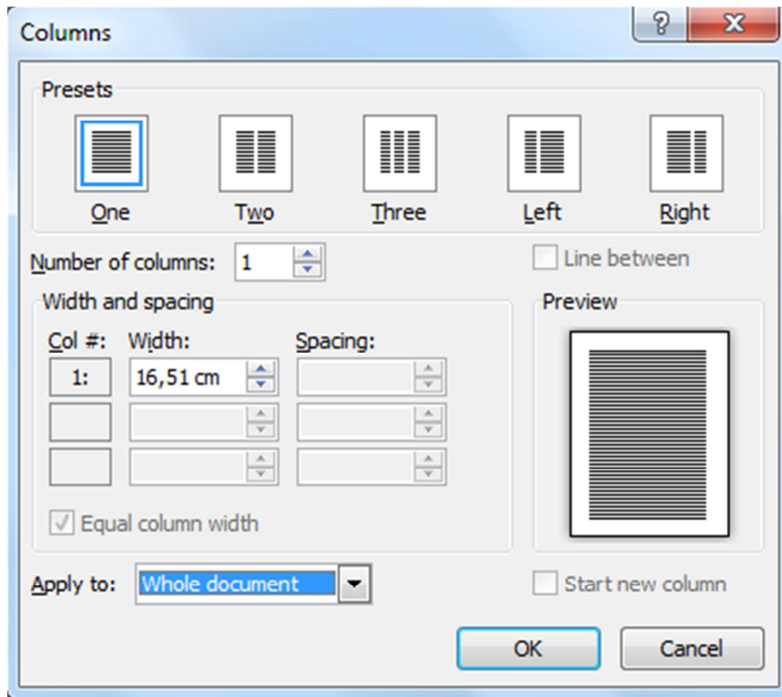 Columns
Presets
One Two Three Left Right
Number of columns: 1
Line between
Width and spacing
Col #: Width: Spacing:
1: 16,51 cm
Equal column width
Preview
Apply to: Whole document
Start new column
OK Cancel